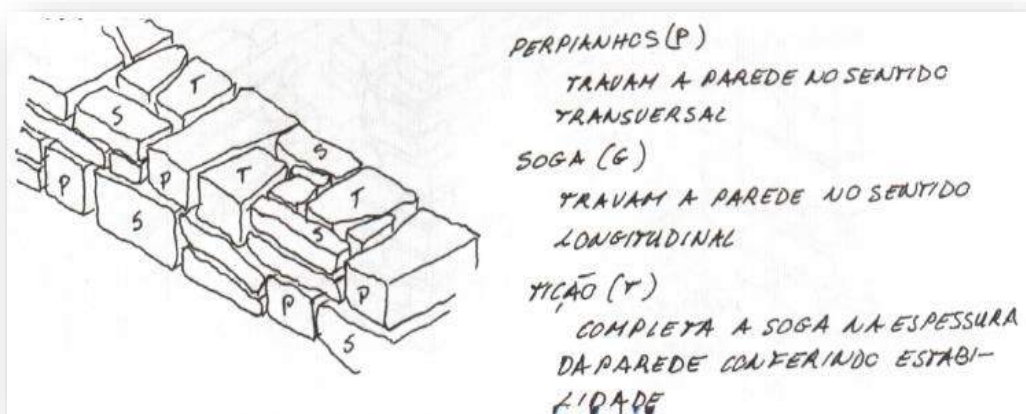 PERPIANHOS (P)
TRAVAM A PAREDE NO SENTIDO
TRANSVERSAL
SOGA (G)
TRAVAM A PAREDE NO SENTIDO
LONGITUDINAL
TIÇÃO (T)
COMPLETA A SOGA NA ESPESSURA
DA PAREDE CONFERINDO ESTABI-
LIDADE
T
S
S
P
P
T
T
S
S
P
P
S